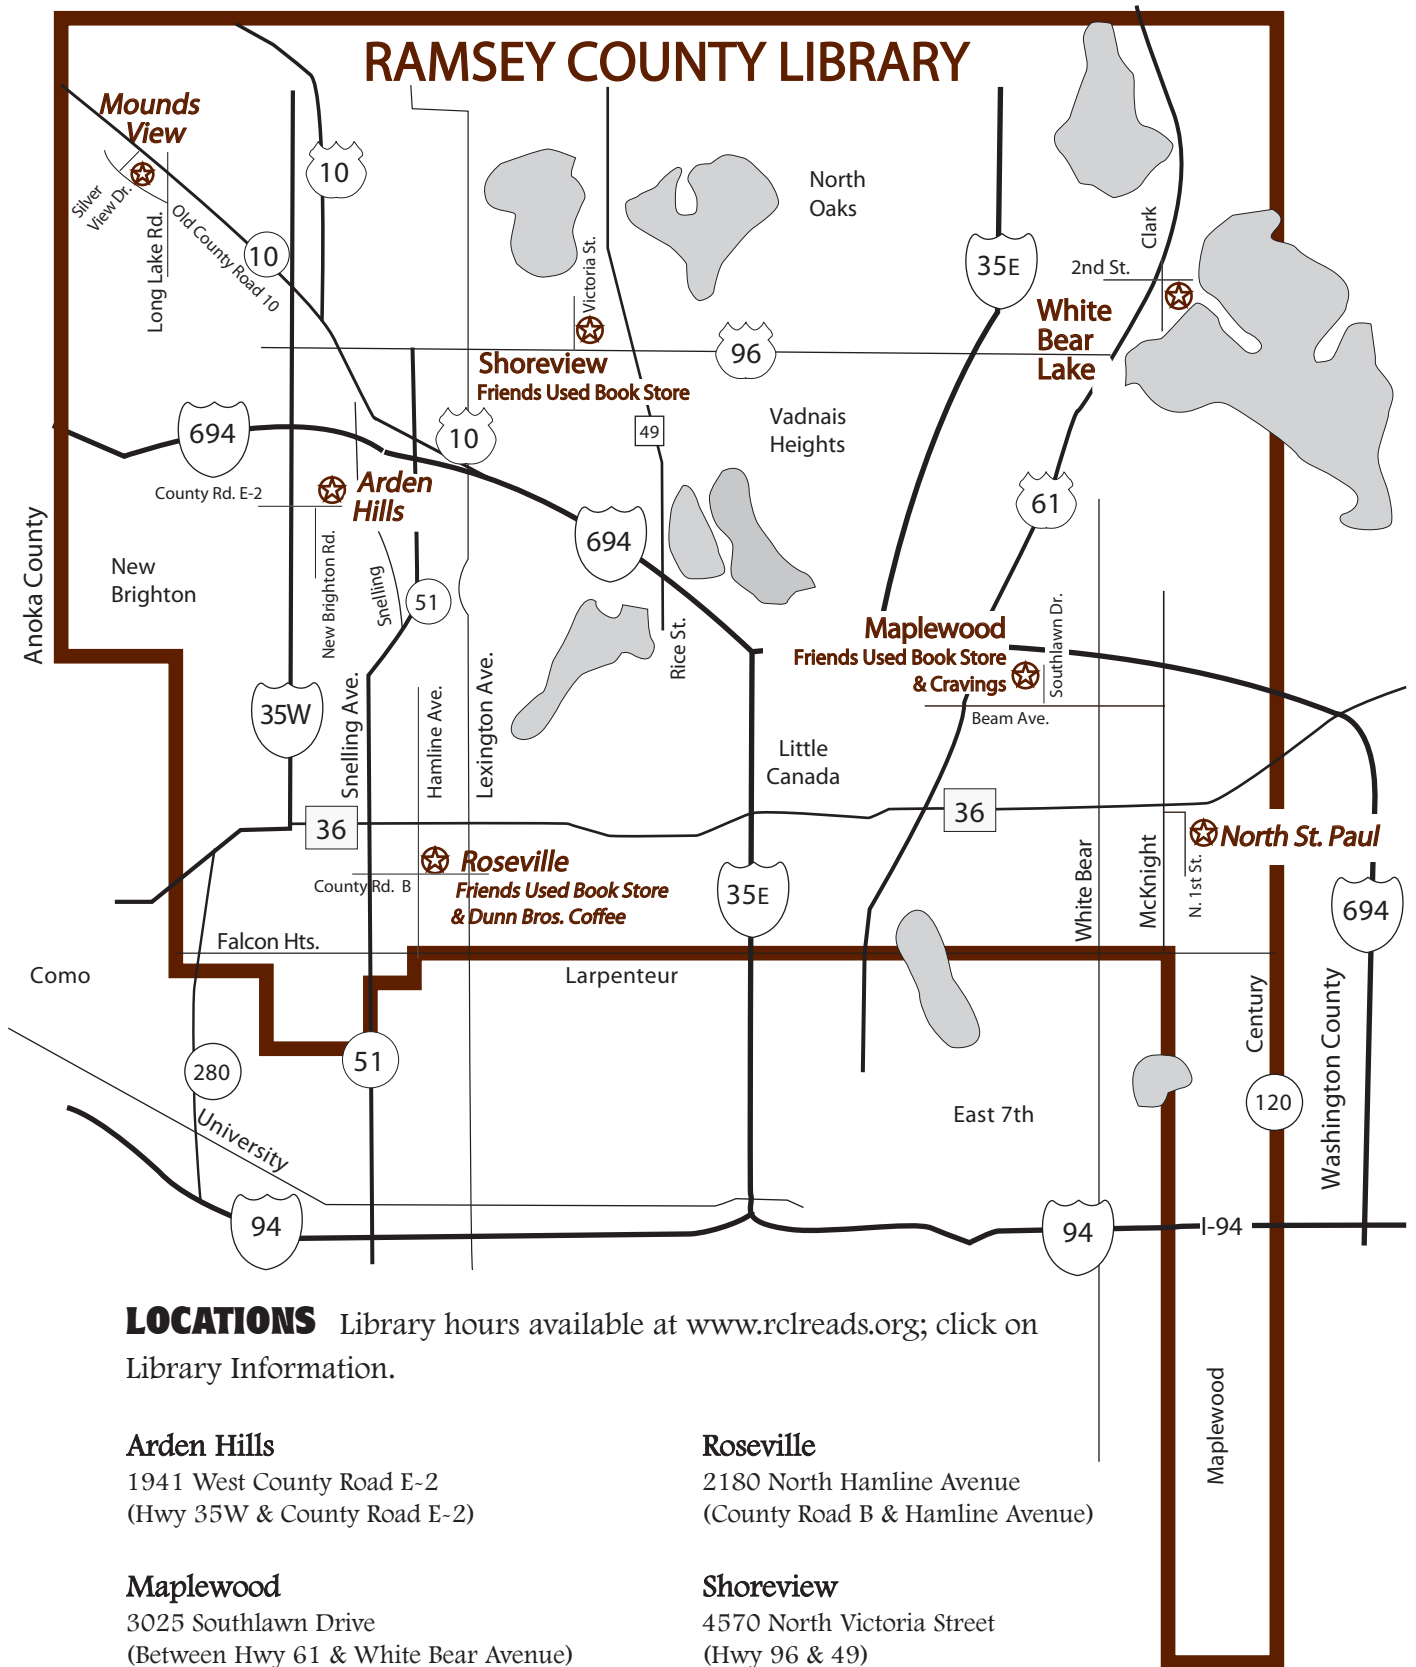 RAMSEY COUNTY LIBRARY
Mounds
View
10
North
Oaks
Silver
View Dr.
Long Lake Rd.
Old County Road 10
10
Victoria St.
35E
Clark
2nd St.
White
Bear
Lake
96
Shoreview
Friends Used Book Store
694
10
49
Vadnais
Heights
County Rd. E-2
Arden
Hills
61
694
Anoka County
New
Brighton
New Brighton Rd.
Snelling
51
Rice St.
Maplewood
Friends Used Book Store
& Cravings
Southlawn Dr.
Beam Ave.
35W
Snelling Ave.
Hamline Ave.
Lexington Ave.
Little
Canada
36
36
North St. Paul
Roseville
Friends Used Book Store
& Dunn Bros. Coffee
County Rd. B
35E
White Bear
McKnight
N. 1st St.
694
Falcon Hts.
Como
Larpenteur
Century
Washington County
51
280
120
University
East 7th
94
94
I-94
Maplewood
LOCATIONS Library hours available at www.rclreads.org; click on
Library Information.
Arden Hills
1941 West County Road E-2
(Hwy 35W & County Road E-2)
Roseville
2180 North Hamline Avenue
(County Road B & Hamline Avenue)
Maplewood
3025 Southlawn Drive
(Between Hwy 61 & White Bear Avenue)
Shoreview
4570 North Victoria Street
(Hwy 96 & 49)